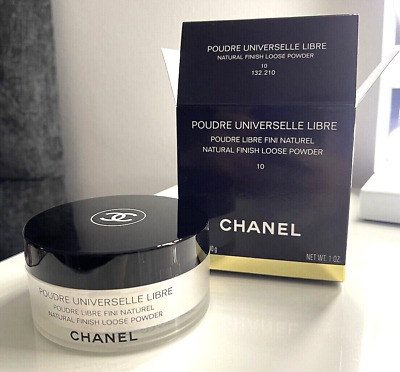 POUDRE UNIVERSELLE LIBRE
NATURAL FINISH LOOSE POWDER
10
132.210
POUDRE UNIVERSELLE LIBRE
POUDRE LIBRE FINI NATUREL
NATURAL FINISH LOOSE POWDER
10
CHANEL
NET WT. 1 OZ.
POUDRE UNIVERSELLE LIBRE
POUDRE LIBRE FINI NATUREL
NATURAL FINISH LOOSE POWDER
CHANEL